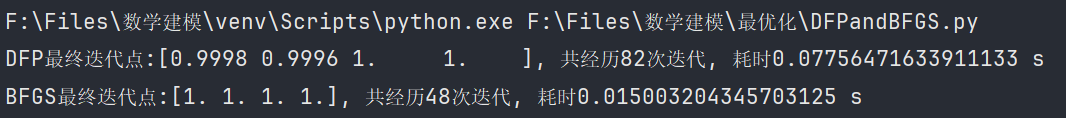 F:\Files\数学建模\venv\Scripts\python.exe F:\Files\数学建模\最优化\DFPandBFGS.py
DFP最终迭代点:[0.9998 0.9996 1.     1.    ], 共经历82次迭代, 耗时0.07756471633911133 s
BFGS最终迭代点:[1. 1. 1. 1.], 共经历48次迭代, 耗时0.015003204345703125 s